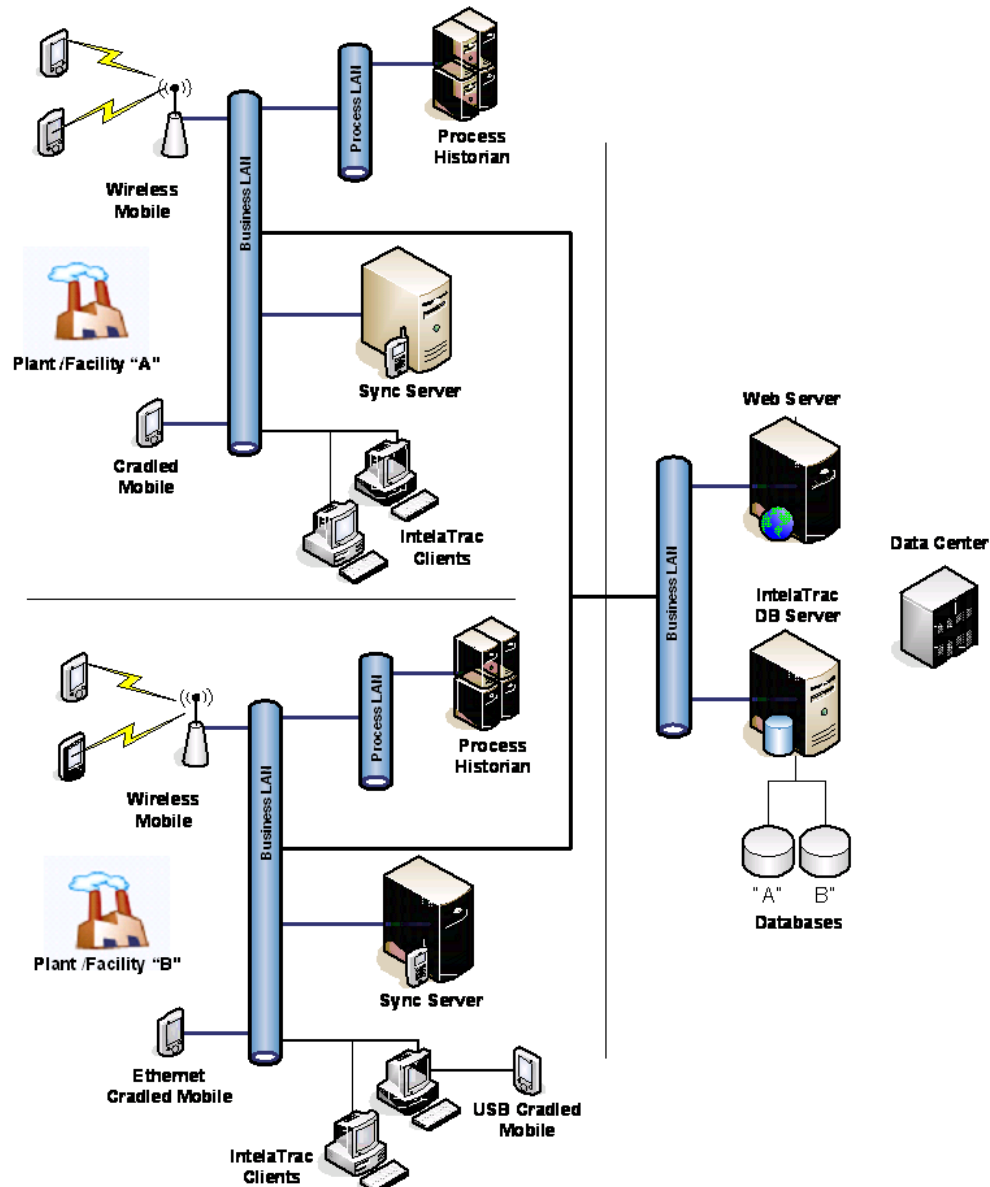 Process LAN
Process
Historian
Wireless
Mobile
Business LAN
Plant /Facility “A”
Sync Server
Cradled
Mobile
IntelaTrac
Clients
Process LAN
Process
Historian
Wireless
Mobile
Business LAN
Plant /Facility “B”
Sync Server
Ethernet
Cradled Mobile
USB Cradled
Mobile
IntelaTrac
Clients
Web Server
Business LAN
Data Center
IntelaTrac
DB Server
"A" B"
Databases